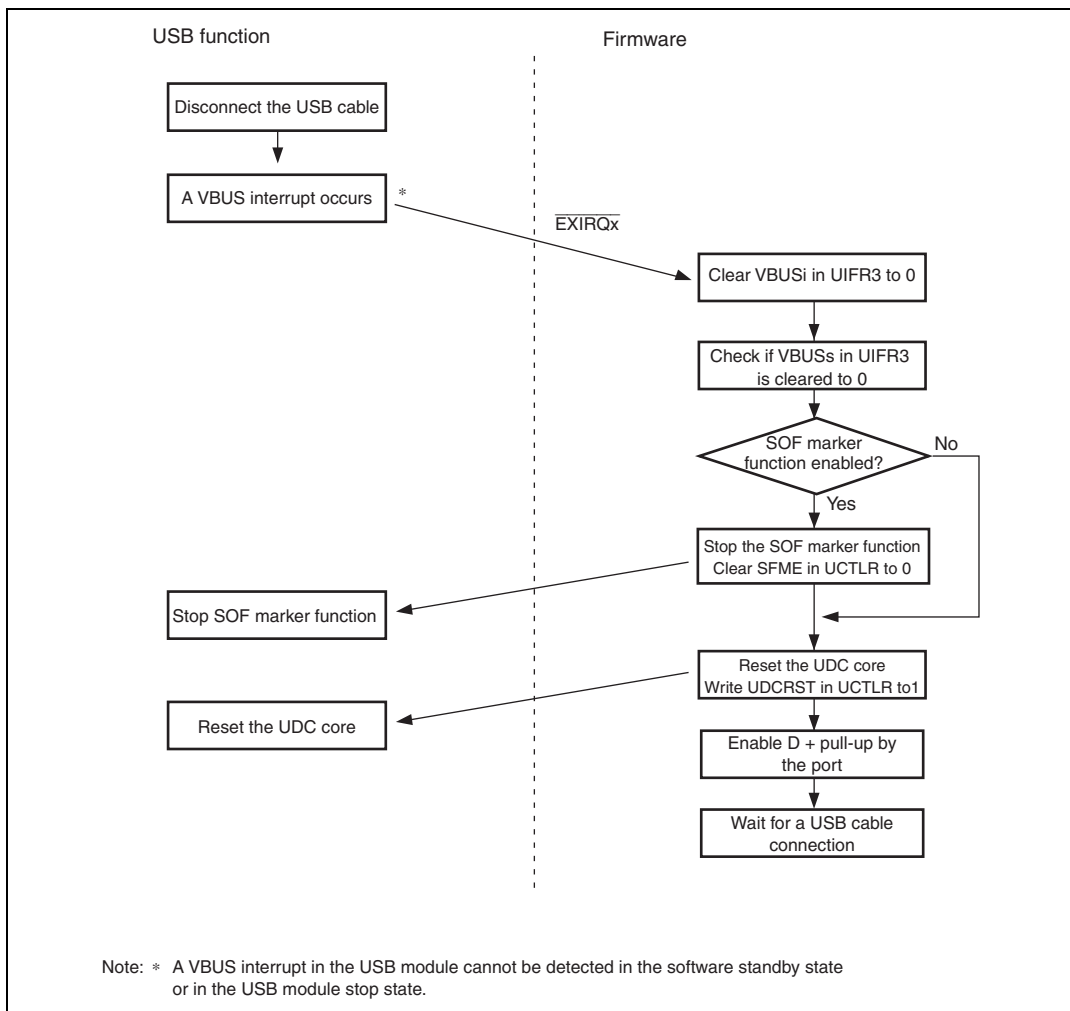 USB function
Firmware
Disconnect the USB cable
A VBUS interrupt occurs
*
EXIRQx
Clear VBUSi in UIFR3 to 0
Check if VBUSs in UIFR3
is cleared to 0
SOF marker
function enabled?
No
Yes
Stop the SOF marker function
Clear SFME in UCTLR to 0
Stop SOF marker function
Reset the UDC core
Write UDCRST in UCTLR to1
Reset the UDC core
Enable D + pull-up by
the port
Wait for a USB cable
connection
Note: * A VBUS interrupt in the USB module cannot be detected in the software standby state
or in the USB module stop state.